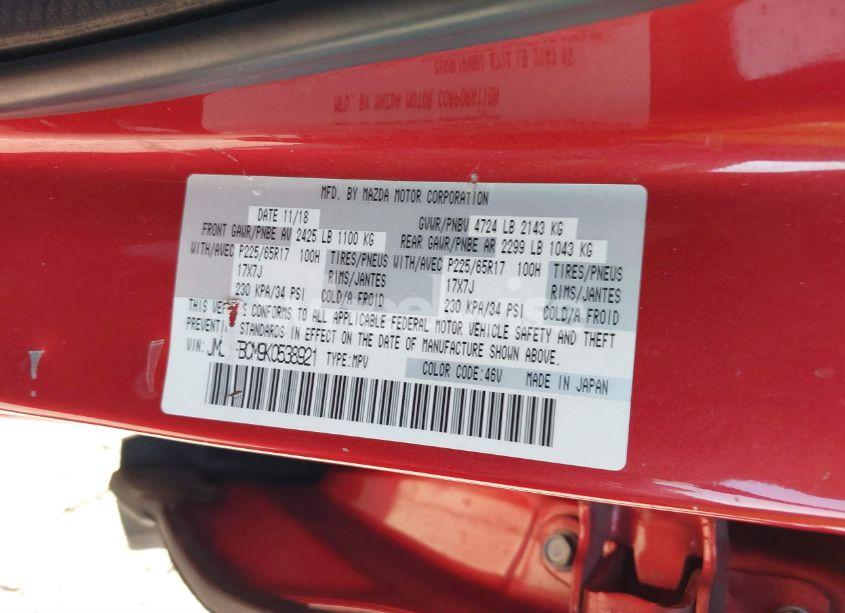 MFD. BY MAZDA MOTOR CORPORATION
DATE 11/18 GVWR/PNBV 4724 LB 2143 KG
FRONT GAWR/PNBE AV 2425 LB 1100 KG REAR GAWR/PNBE AR 2299 LB 1043 KG
WITH/AVEC P225/65R17 100H TIRES/PNEUS WITH/AVEC P225/65R17 100H TIRES/PNEUS
17X7J RIMS/JANTES 17X7J RIMS/JANTES
230 KPA/34 PSI COLD/A FROID 230 KPA/34 PSI COLD/A FROID
THIS CONFORMS TO ALL APPLICABLE FEDERAL MOTOR VEHICLE SAFETY AND THEFT
STANDARDS IN EFFECT ON THE DATE OF MANUFACTURE SHOWN ABOVE.
VIN: TYPE:MPV
COLOR CODE:46V MADE IN JAPAN